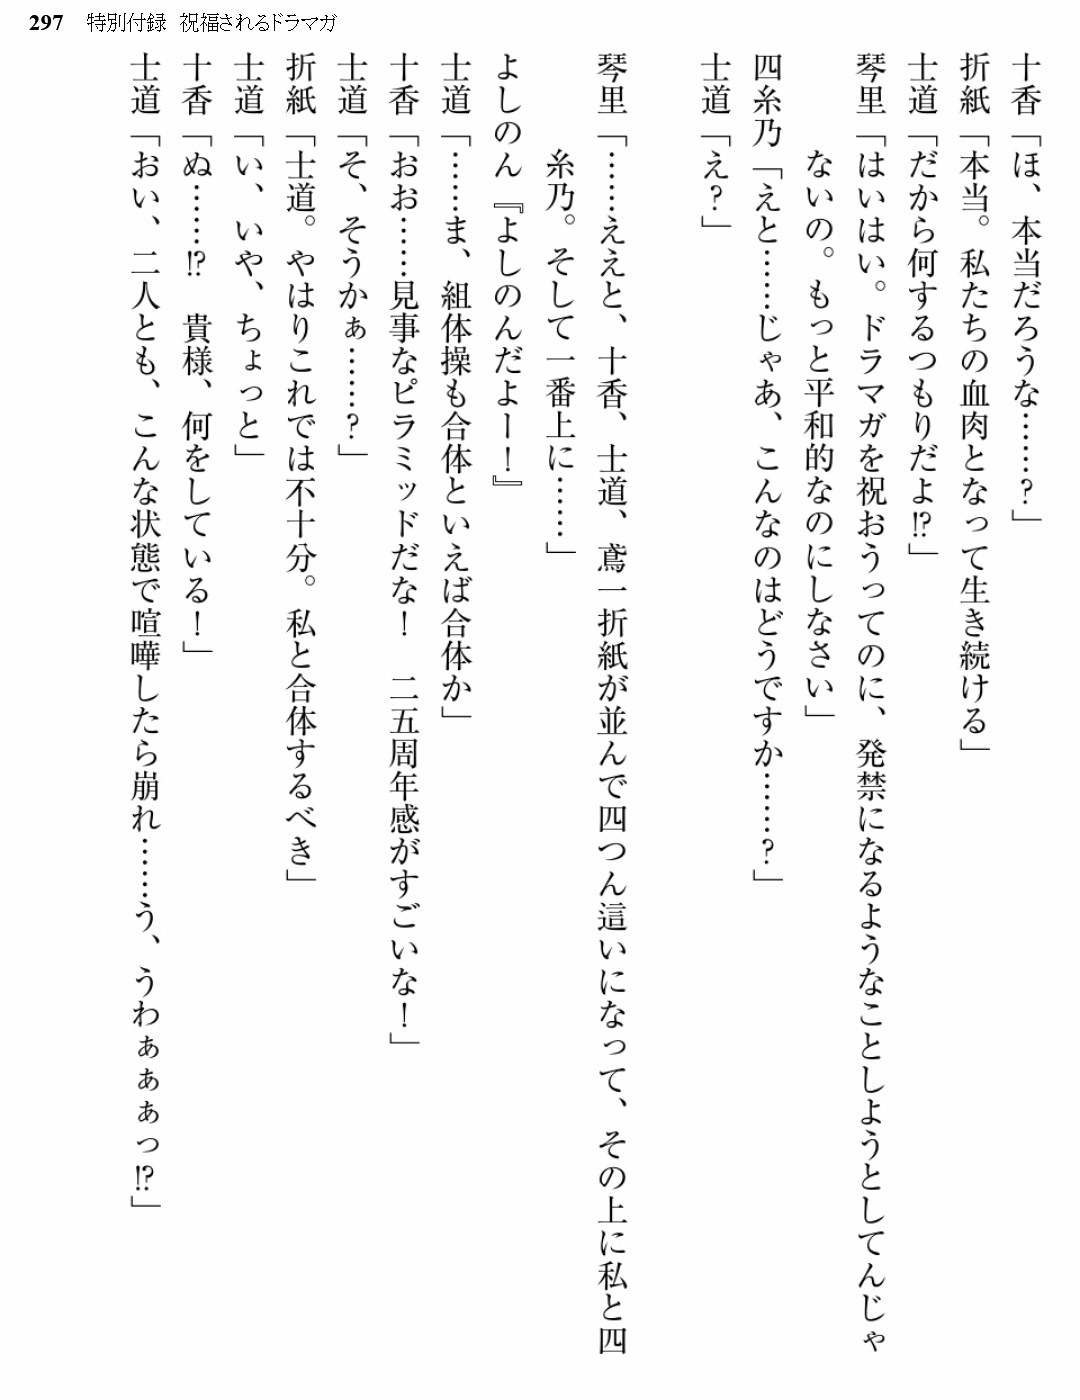 297 特別付録 祝福されるドラマガ
十香「ほ、本当だろうな……?」
折紙「本当。私たちの血肉となって生き続ける」
士道「だから何するつもりだよ!?」
琴里「はいはい。ドラマガを祝おうってのに、発禁になるようなことしようとしてんじゃ
ないの。もっと平和的なのにしなさい」
四糸乃「えと……じゃあ、こんなのはどうですか……?」
士道「え?」
琴里「……ええと、十香、士道、鳶一折紙が並んで四つん這いになって、その上に私と四
糸乃。そして一番上に……」
よしのん『よしのんだよー!』
士道「……ま、組体操も合体といえば合体か」
十香「おお……見事なピラミッドだな! 二五周年感がすごいな!」
士道「そ、そうかぁ……?」
折紙「士道。やはりこれでは不十分。私と合体するべき」
士道「い、いや、ちょっと」
十香「ぬ……!? 貴様、何をしている!」
士道「おい、二人とも、こんな状態で喧嘩したら崩れ……う、うわぁぁぁっ!?」